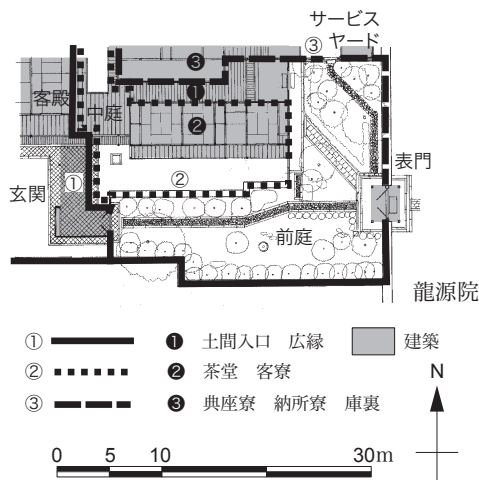 サービス
ヤード
③
❸
客殿
中庭
❶
❷
表門
玄関
①
②
前庭
龍源院
① ❶ 土間入口 広縁 建築
② ❷ 茶堂 客寮
③ ❸ 典座寮 納所寮 庫裏
N
0 5 10 30m